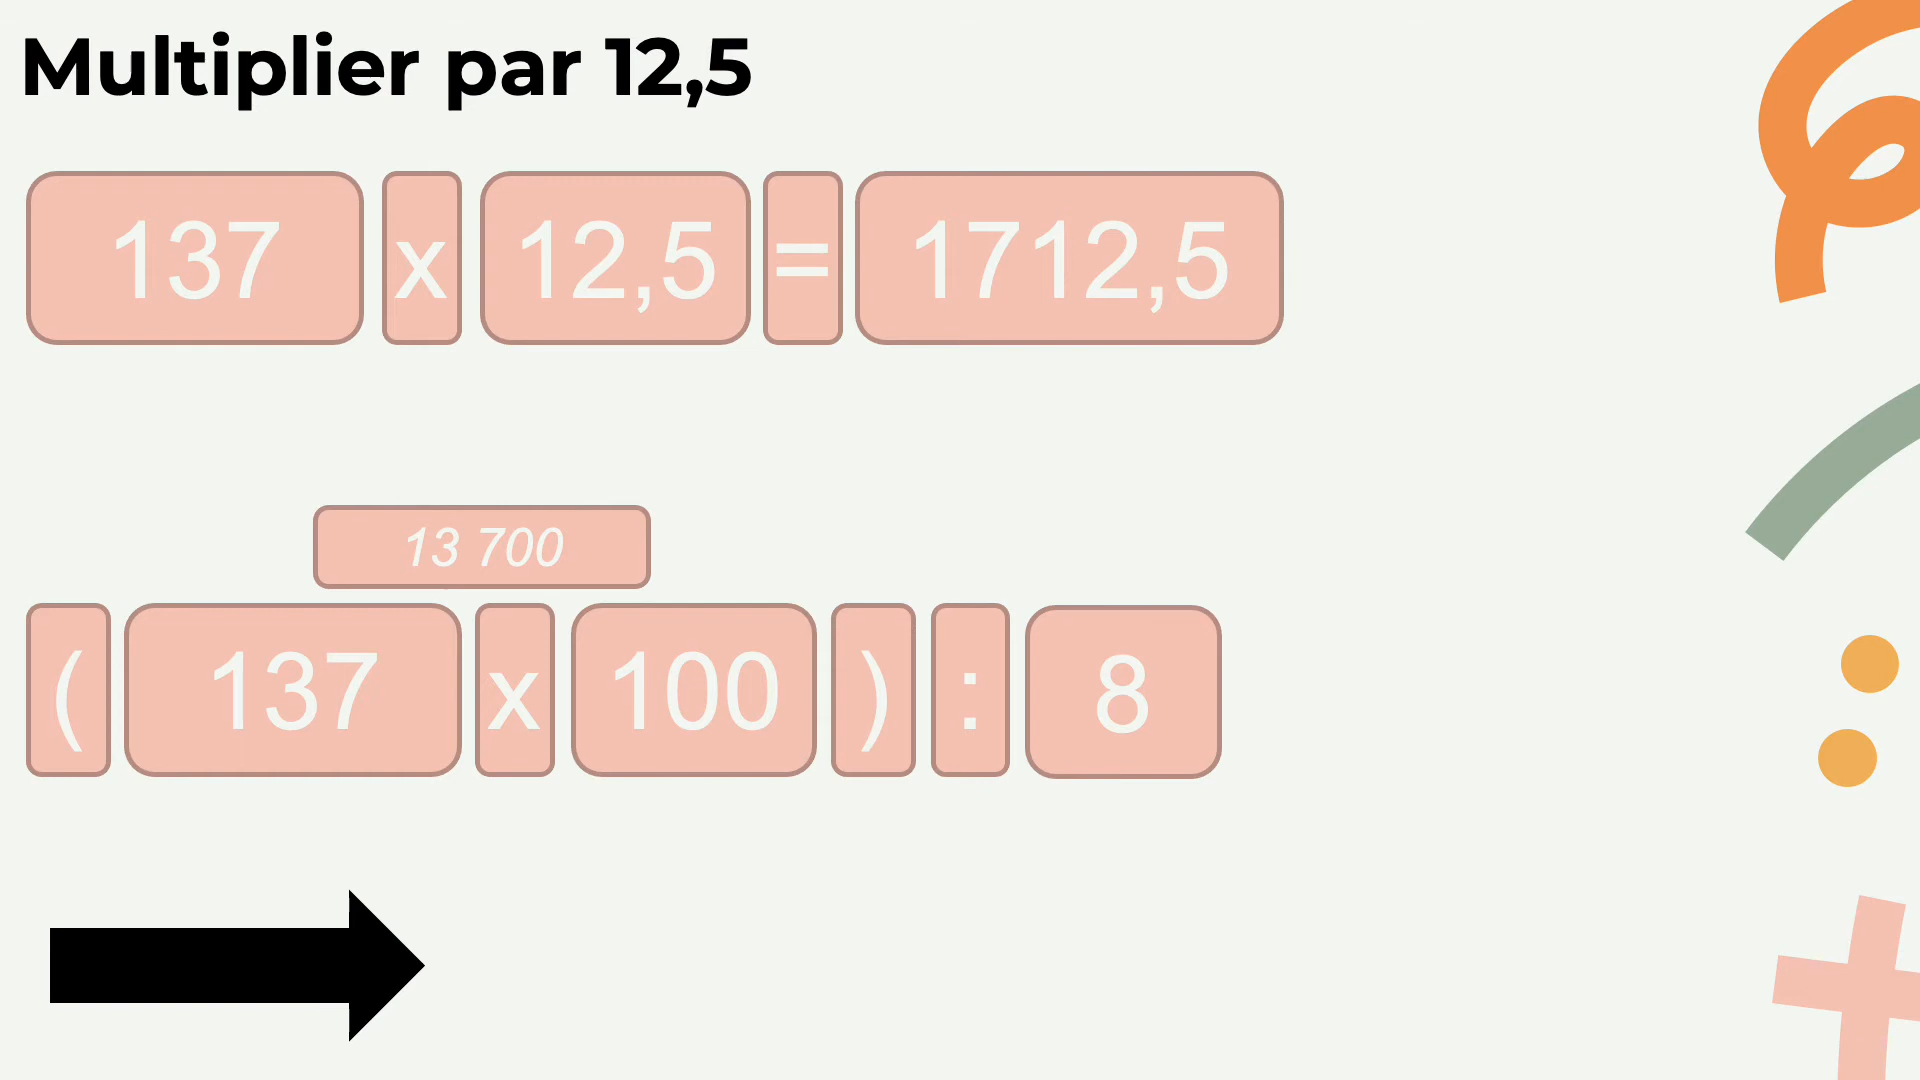 Multiplier par 12,5
137 x 12,5 = 1712,5
13 700
( 137 x 100 ) : 8